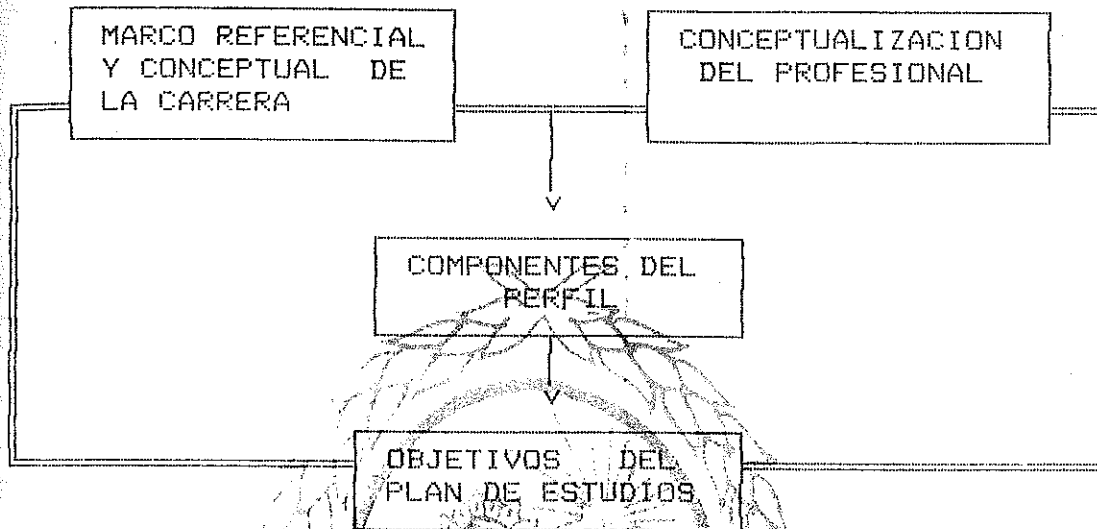 MARCO REFERENCIAL
Y CONCEPTUAL DE
LA CARRERA
CONCEPTUALIZACION
DEL PROFESIONAL
COMPONENTES DEL
PERFIL
OBJETIVOS DEL
PLAN DE ESTUDIOS